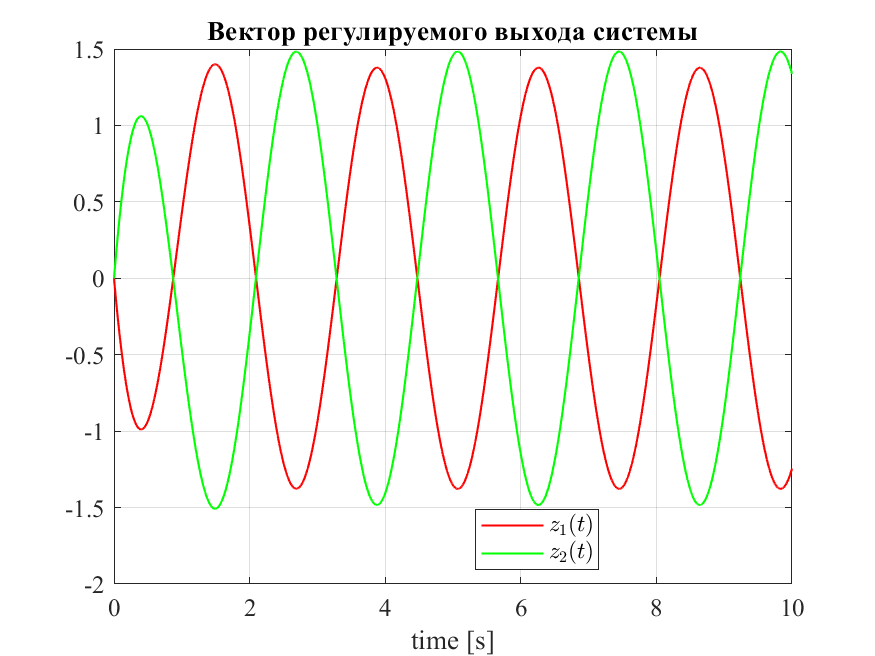 Вектор регулируемого выхода системы
1.5
1
0.5
0
-0.5
-1
-1.5
-2
z₁(t)
z₂(t)
0 2 4 6 8 10
time [s]